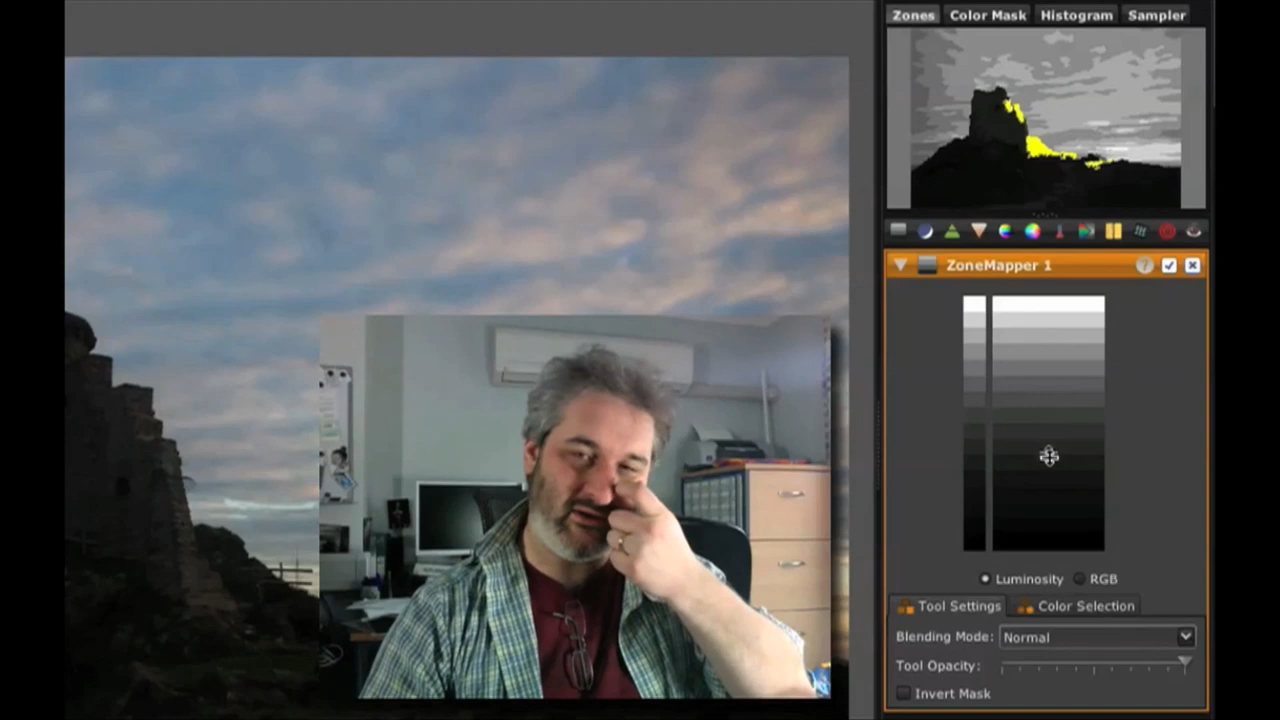 Zones Color Mask Histogram Sampler
ZoneMapper 1
Luminosity RGB
Tool Settings Color Selection
Blending Mode: Normal
Tool Opacity:
Invert Mask